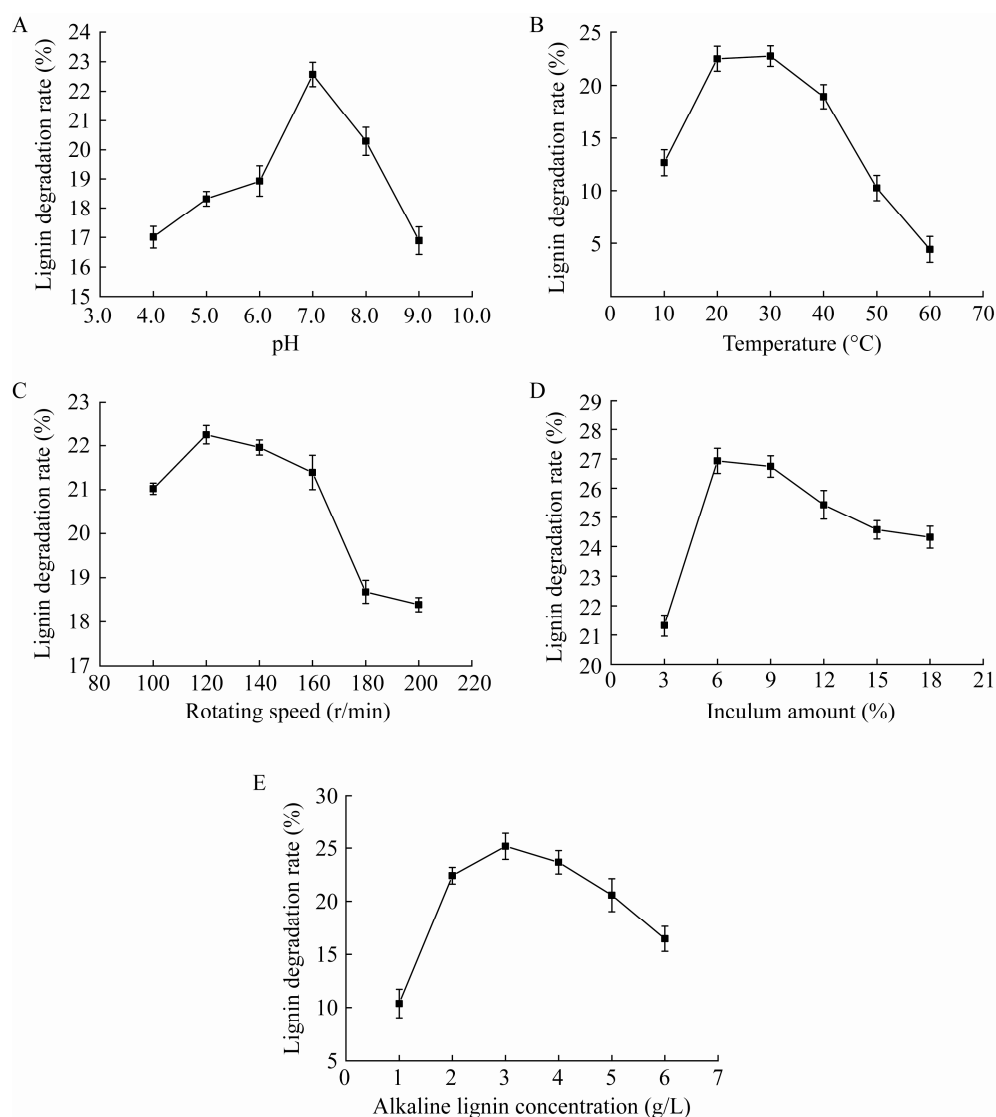 A
Lignin degradation rate (%)
25
24
23
22
21
20
19
18
17
16
15
3.0 4.0 5.0 6.0 7.0 8.0 9.0 10.0
pH
B
Lignin degradation rate (%)
25
20
15
10
5
0 10 20 30 40 50 60 70
Temperature (°C)
C
Lignin degradation rate (%)
23
22
21
20
19
18
17
80 100 120 140 160 180 200 220
Rotating speed (r/min)
D
Lignin degradation rate (%)
29
28
27
26
25
24
23
22
21
20
0 3 6 9 12 15 18 21
Inculum amount (%)
E
Lignin degradation rate (%)
30
25
20
15
10
5
0 1 2 3 4 5 6 7
Alkaline lignin concentration (g/L)